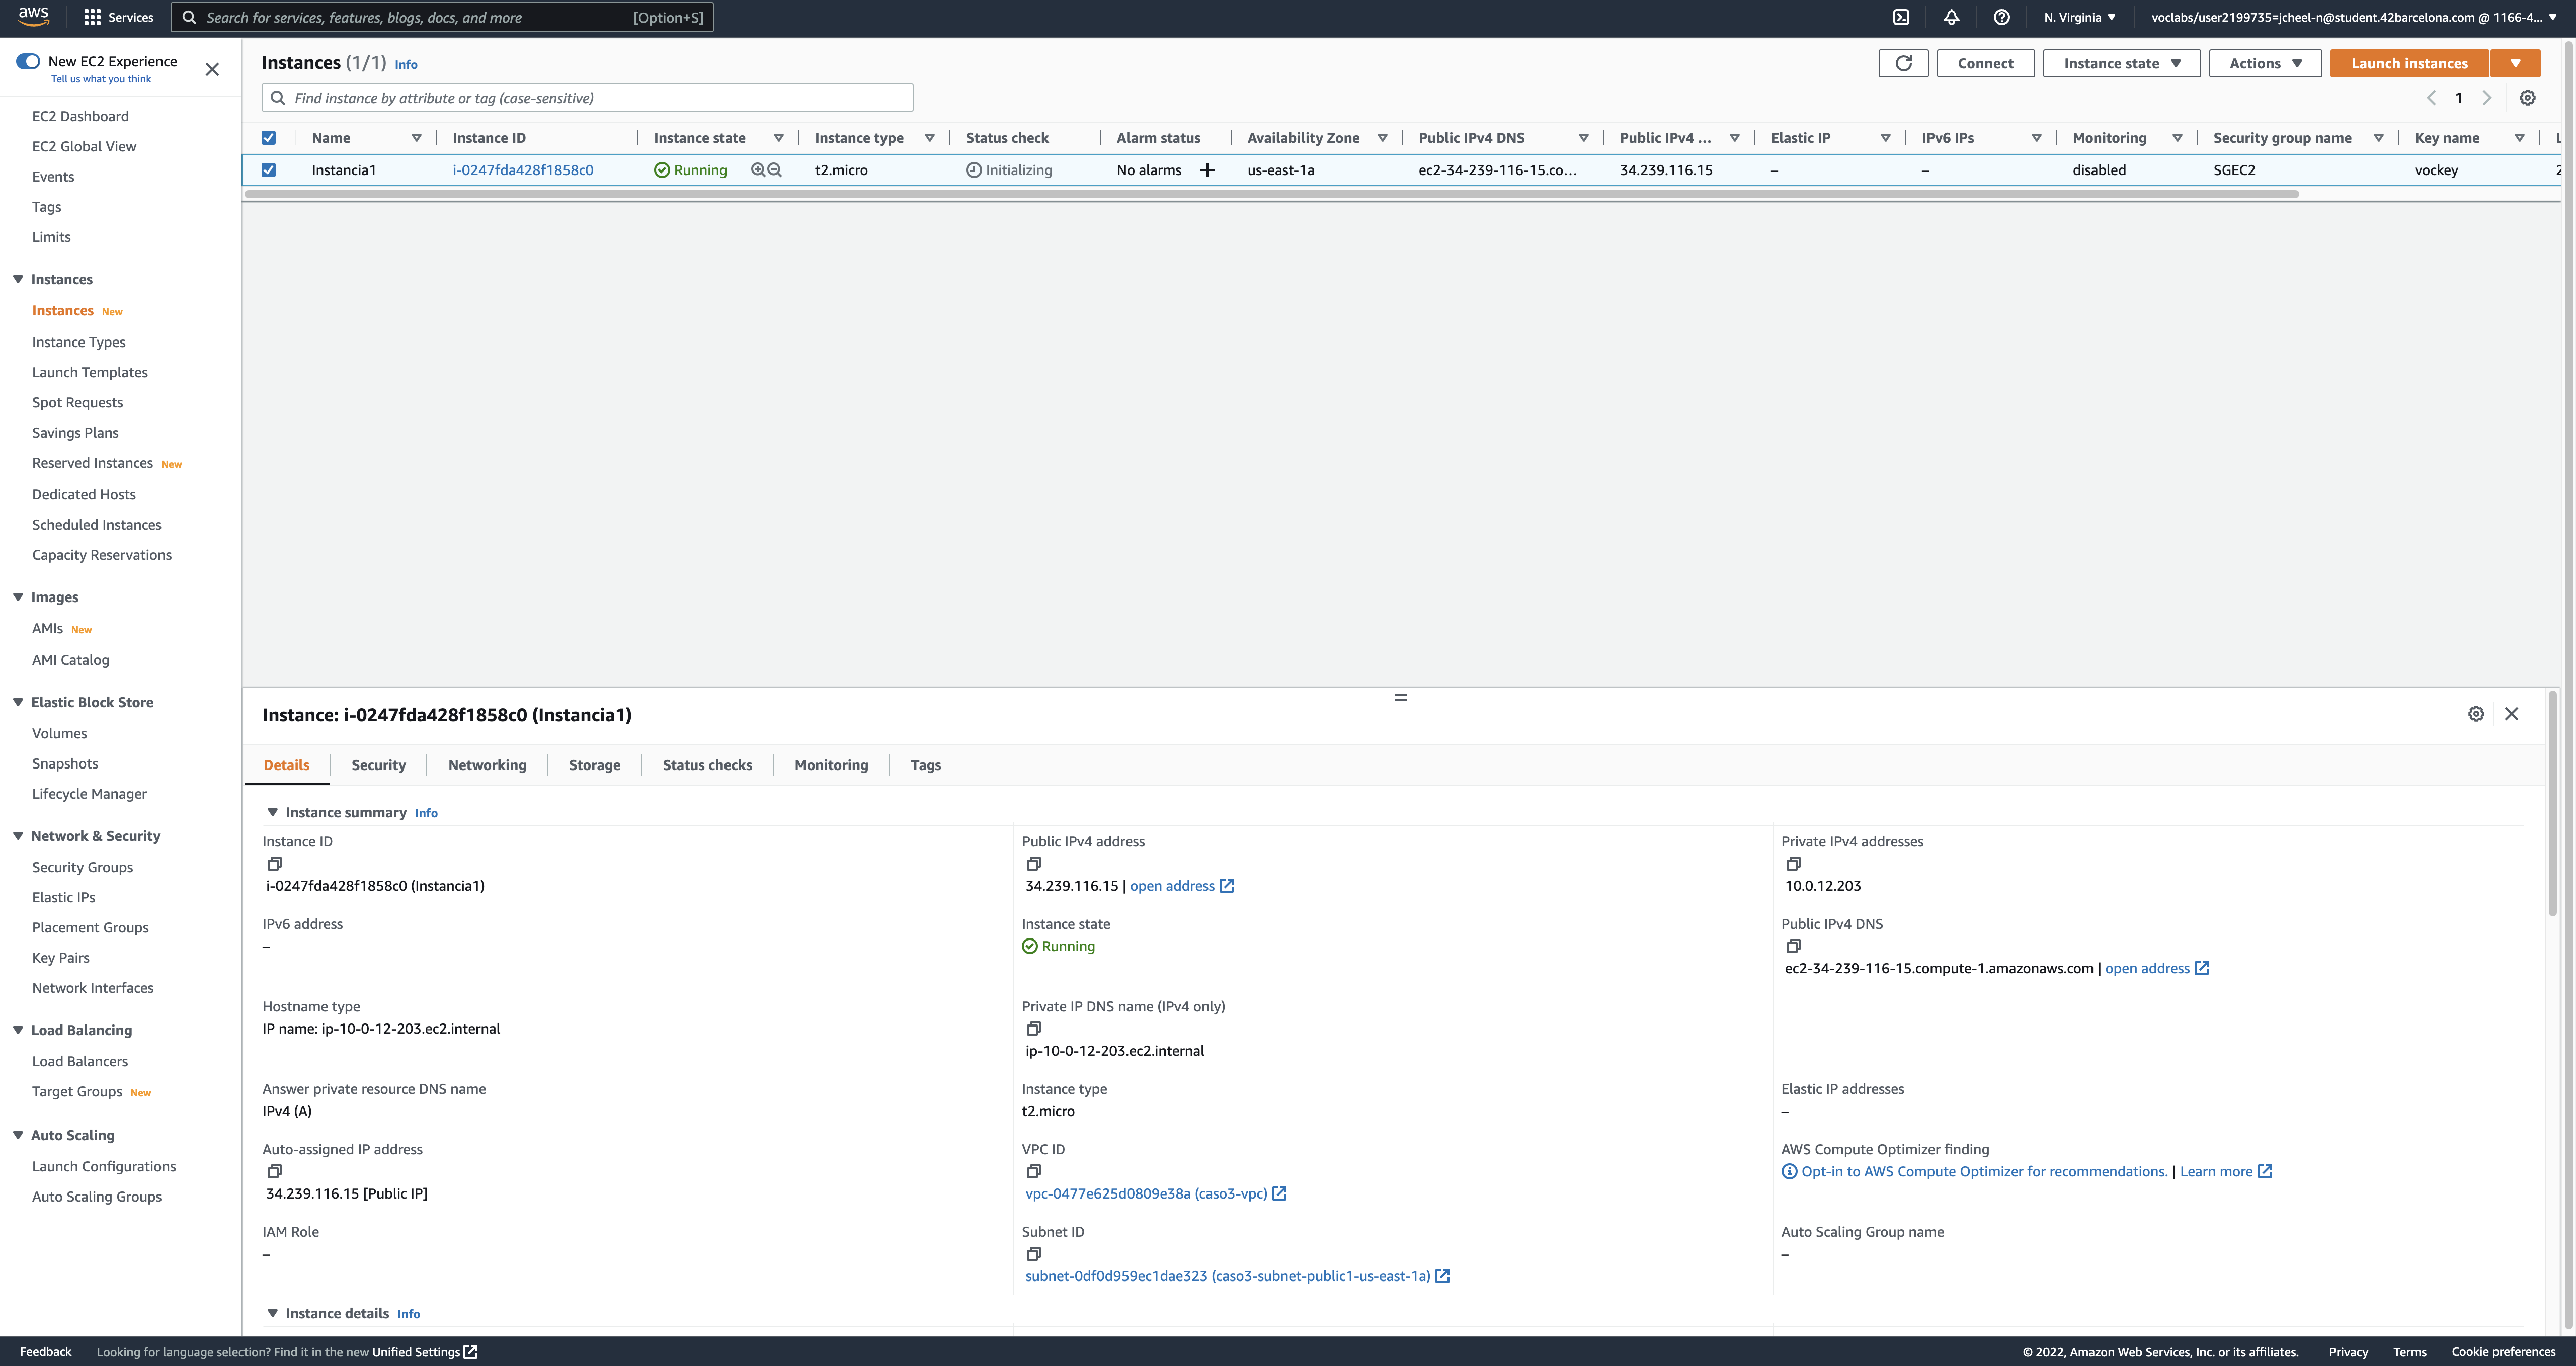 aws Services Search for services, features, blogs, docs, and more [Option+S] N. Virginia voclabs/user2199735=jcheel-n@student.42barcelona.com @ 1166-4...
New EC2 Experience
Tell us what you think
EC2 Dashboard
EC2 Global View
Events
Tags
Limits
Instances
Instances New
Instance Types
Launch Templates
Spot Requests
Savings Plans
Reserved Instances New
Dedicated Hosts
Scheduled Instances
Capacity Reservations
Images
AMIs New
AMI Catalog
Elastic Block Store
Volumes
Snapshots
Lifecycle Manager
Network & Security
Security Groups
Elastic IPs
Placement Groups
Key Pairs
Network Interfaces
Load Balancing
Load Balancers
Target Groups New
Auto Scaling
Launch Configurations
Auto Scaling Groups
Instances (1/1) Info Connect Instance state Actions Launch instances
Find instance by attribute or tag (case-sensitive) 1
Name Instance ID Instance state Instance type Status check Alarm status Availability Zone Public IPv4 DNS Public IPv4 ... Elastic IP IPv6 IPs Monitoring Security group name Key name
Instancia1 i-0247fda428f1858c0 Running t2.micro Initializing No alarms + us-east-1a ec2-34-239-116-15.co... 34.239.116.15 – – disabled SGEC2 vockey
Instance: i-0247fda428f1858c0 (Instancia1)
Details Security Networking Storage Status checks Monitoring Tags
Instance summary Info
Instance ID Public IPv4 address Private IPv4 addresses
i-0247fda428f1858c0 (Instancia1) 34.239.116.15 | open address 10.0.12.203
IPv6 address Instance state Public IPv4 DNS
– Running
ec2-34-239-116-15.compute-1.amazonaws.com | open address
Hostname type Private IP DNS name (IPv4 only)
IP name: ip-10-0-12-203.ec2.internal
ip-10-0-12-203.ec2.internal
Answer private resource DNS name Instance type Elastic IP addresses
IPv4 (A) t2.micro –
Auto-assigned IP address VPC ID AWS Compute Optimizer finding
Opt-in to AWS Compute Optimizer for recommendations. | Learn more
34.239.116.15 [Public IP] vpc-0477e625d0809e38a (caso3-vpc)
IAM Role Subnet ID Auto Scaling Group name
– –
subnet-0df0d959ec1dae323 (caso3-subnet-public1-us-east-1a)
Instance details Info
Feedback Looking for language selection? Find it in the new Unified Settings © 2022, Amazon Web Services, Inc. or its affiliates. Privacy Terms Cookie preferences